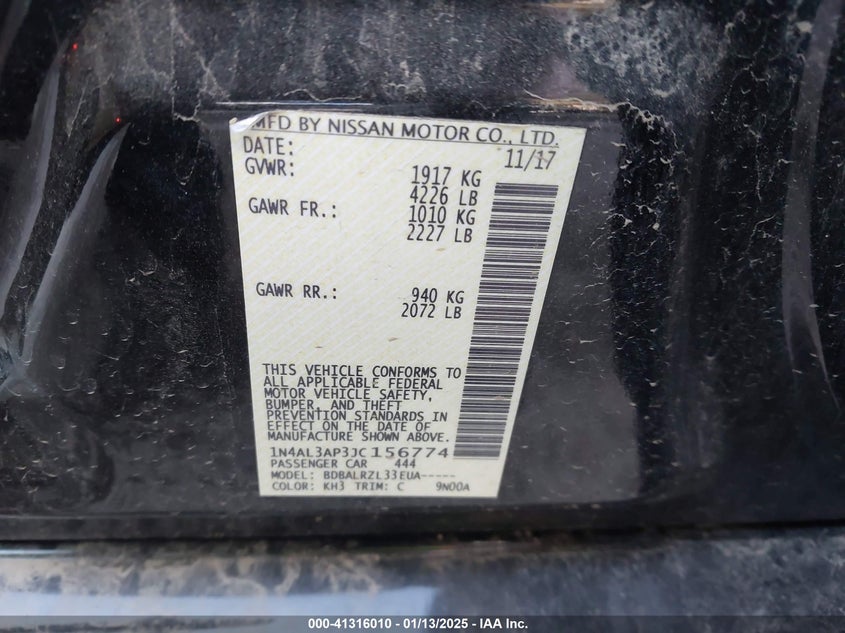 MFD BY NISSAN MOTOR CO., LTD.
DATE: 11/17
GVWR: 1917 KG
4226 LB
GAWR FR.: 1010 KG
2227 LB
GAWR RR.: 940 KG
2072 LB
THIS VEHICLE CONFORMS TO
ALL APPLICABLE FEDERAL
MOTOR VEHICLE SAFETY,
BUMPER, AND THEFT
PREVENTION STANDARDS IN
EFFECT ON THE DATE OF
MANUFACTURE SHOWN ABOVE.
1N4AL3AP3JC156774
PASSENGER CAR 444
MODEL: BDBALRZL33EUA-----
COLOR: KH3 TRIM: C 9N00A
000-41316010 - 01/13/2025 - IAA Inc.